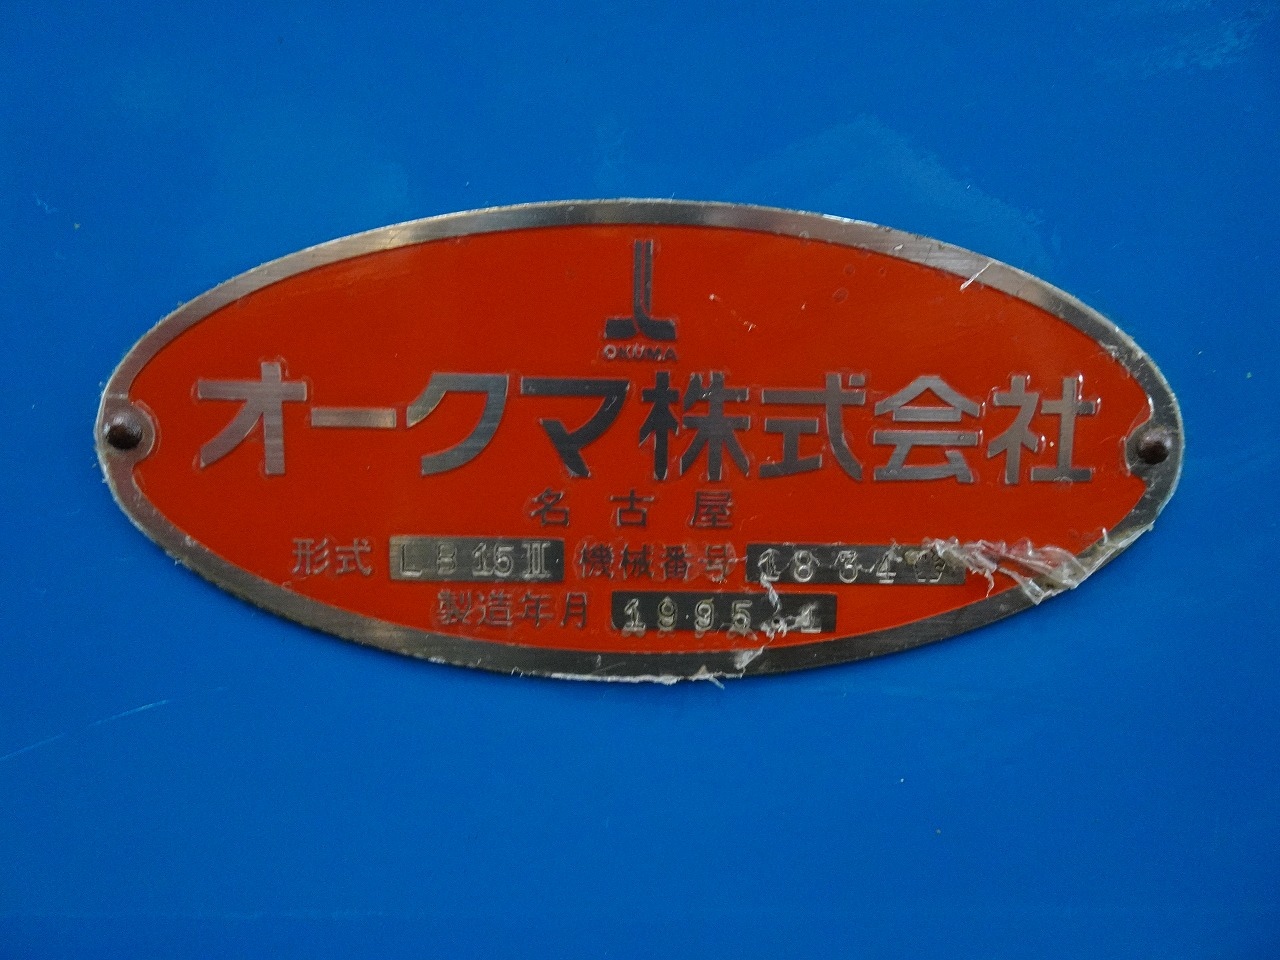 OKUMA
オークマ株式会社
名古屋
形式 LB15Ⅱ 機械番号 1834
製造年月 1995.1